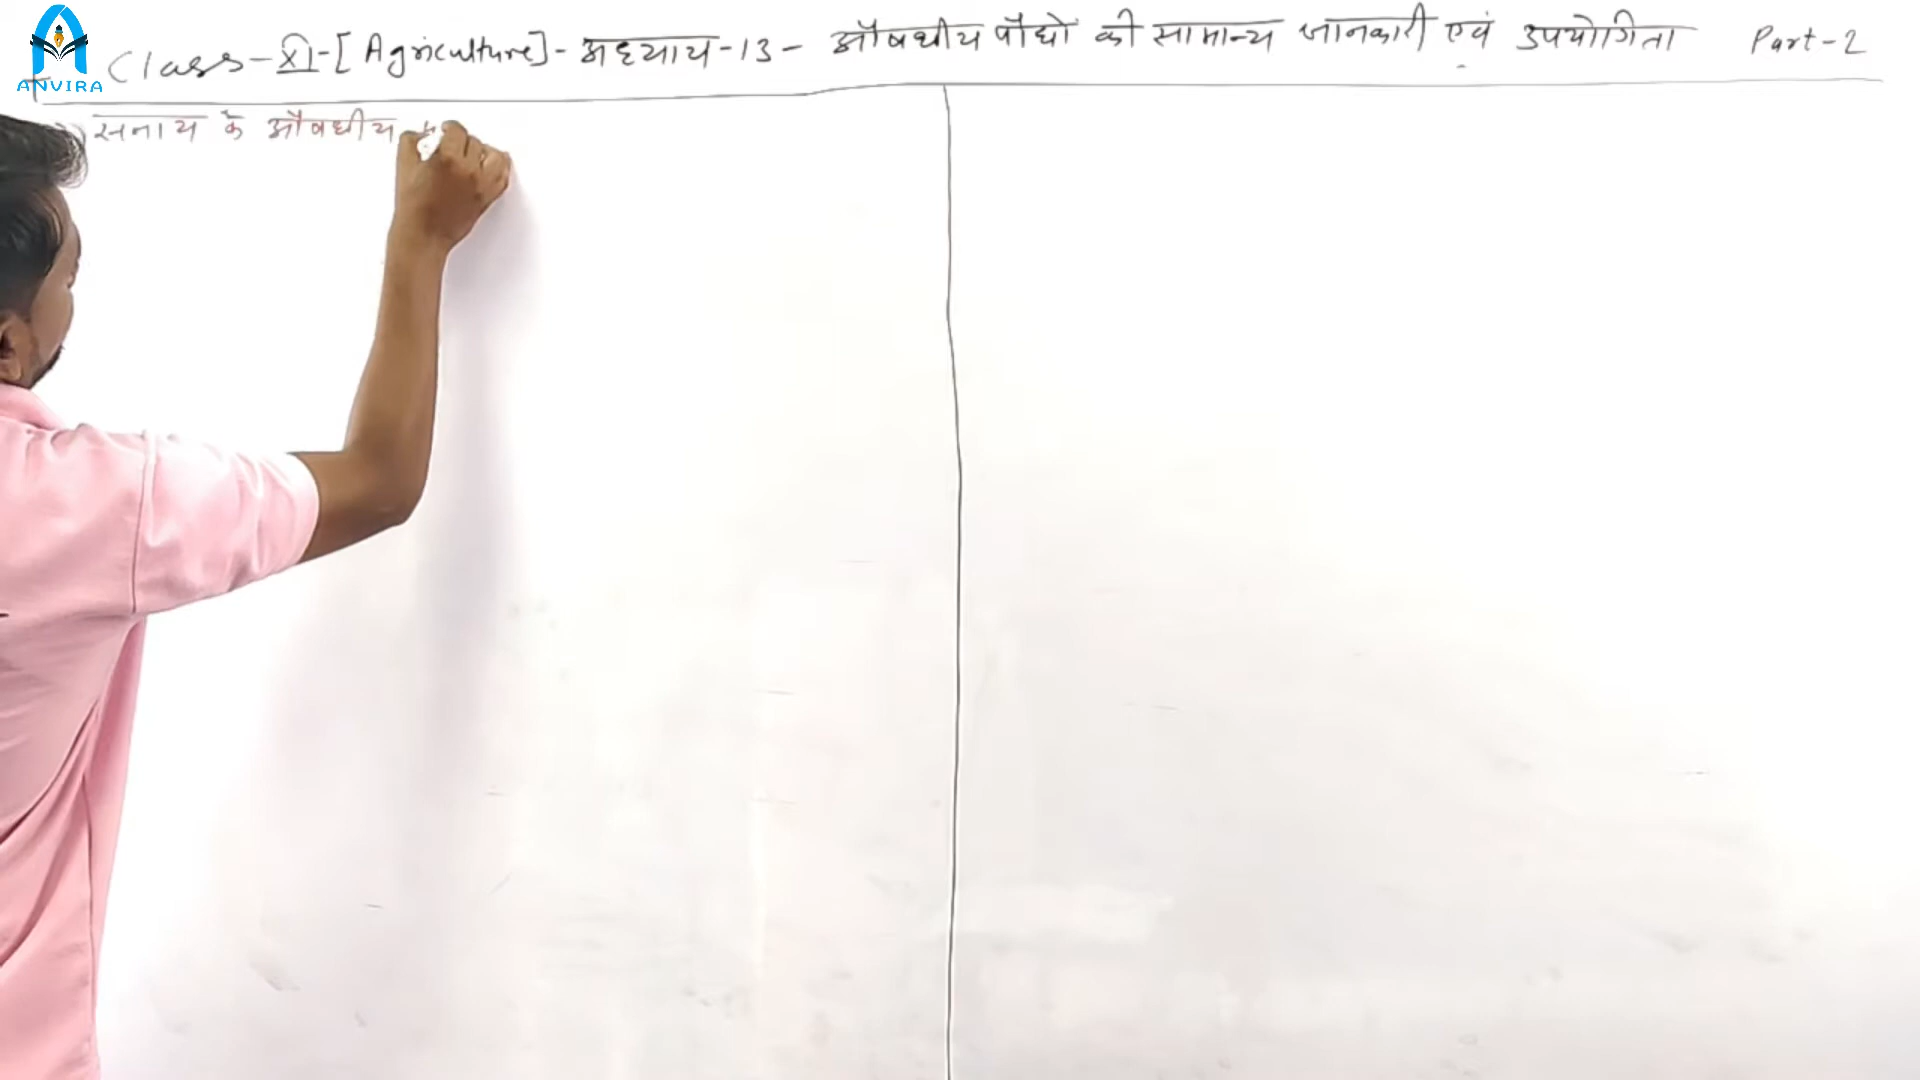 Class-XI-[Agriculture]-अध्याय-13- औषधीय पौधों की सामान्य जानकारी एवं उपयोगिता Part-2
ANVIRA
सनाय के औषधीय